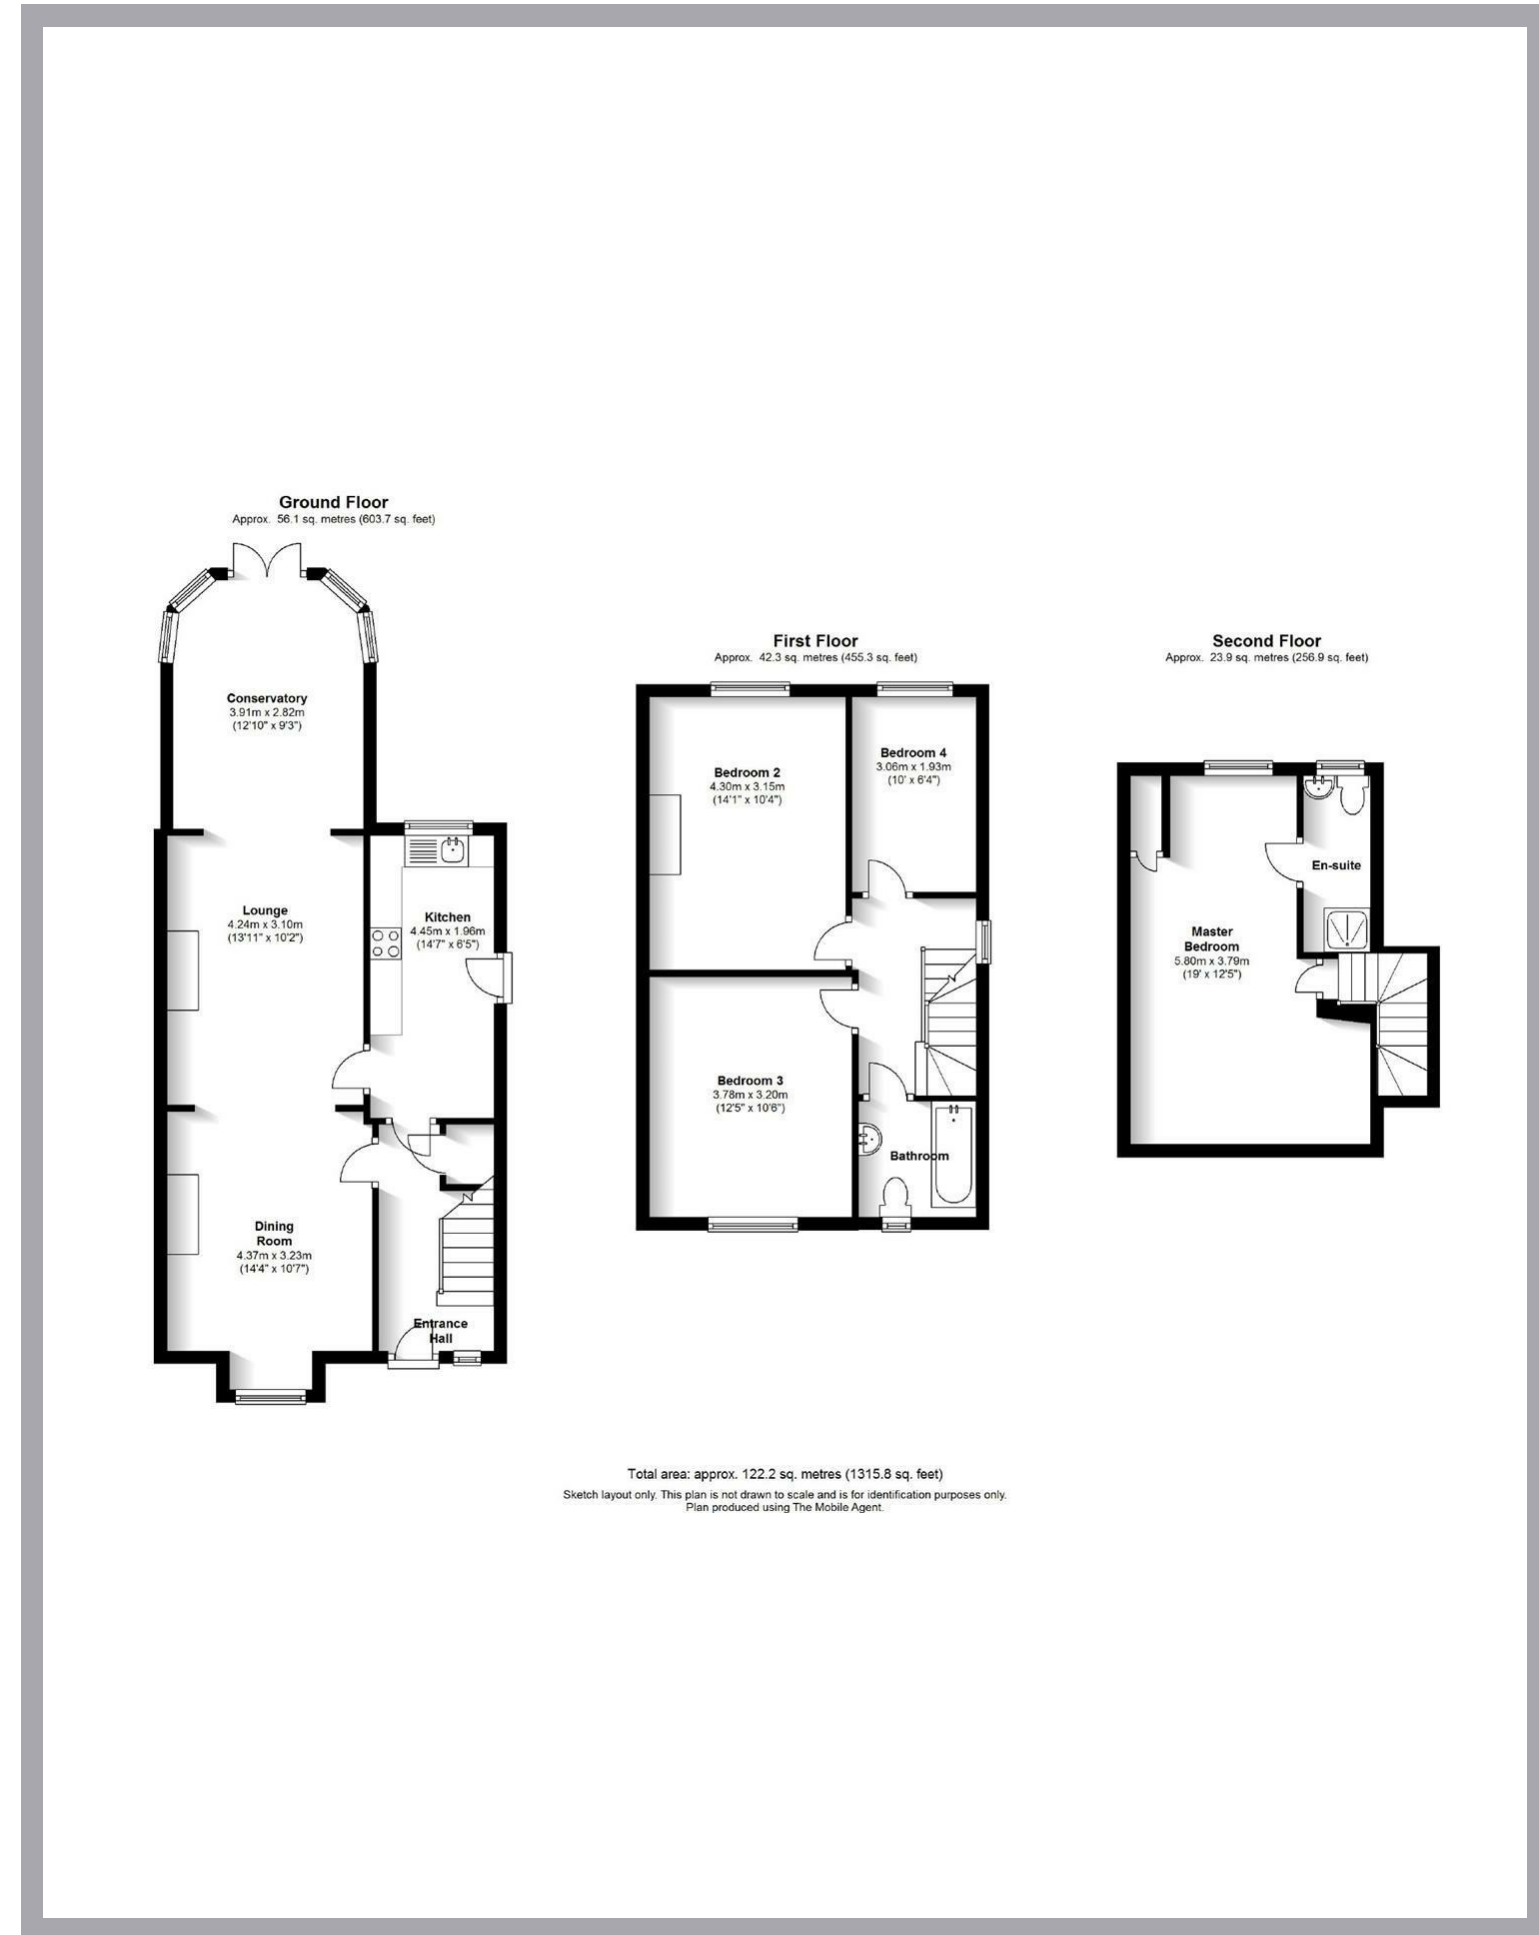 Ground Floor
Approx. 56.1 sq. metres (603.7 sq. feet)
Conservatory
3.91m x 2.82m
(12'10" x 9'3")
Lounge
4.24m x 3.10m
(13'11" x 10'2")
Kitchen
4.45m x 1.96m
(14'7" x 6'5")
Dining
Room
4.37m x 3.23m
(14'4" x 10'7")
Entrance
Hall
First Floor
Approx. 42.3 sq. metres (455.3 sq. feet)
Bedroom 2
4.30m x 3.15m
(14'1" x 10'4")
Bedroom 4
3.06m x 1.93m
(10' x 6'4")
Bedroom 3
3.78m x 3.20m
(12'5" x 10'6")
Bathroom
Second Floor
Approx. 23.9 sq. metres (256.9 sq. feet)
En-suite
Master
Bedroom
5.80m x 3.79m
(19' x 12'5")
Total area: approx. 122.2 sq. metres (1315.8 sq. feet)
Sketch layout only. This plan is not drawn to scale and is for identification purposes only.
Plan produced using The Mobile Agent.